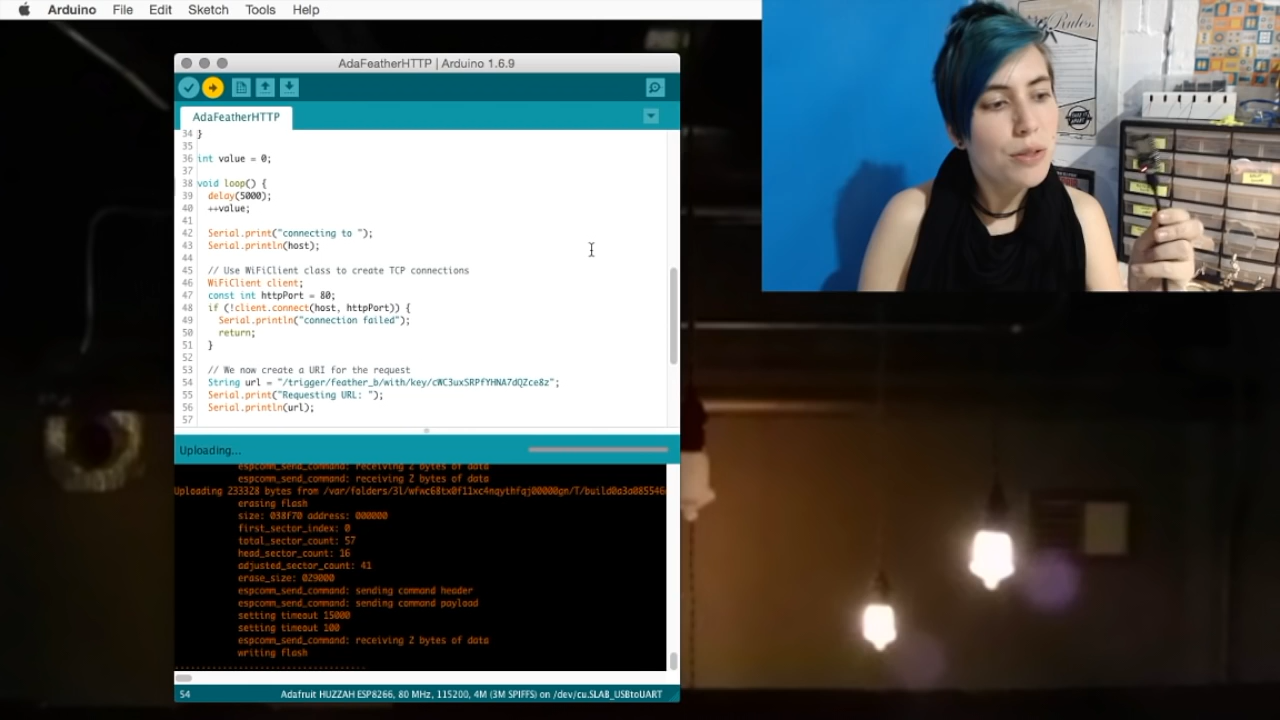 Arduino File Edit Sketch Tools Help
AdaFeatherHTTP | Arduino 1.6.9
AdaFeatherHTTP
34 }
35
36 int value = 0;
37
38 void loop() {
39 delay(5000);
40 ++value;
41
42 Serial.print("connecting to ");
43 Serial.println(host);
44
45 // Use WiFiClient class to create TCP connections
46 WiFiClient client;
47 const int httpPort = 80;
48 if (!client.connect(host, httpPort)) {
49 Serial.println("connection failed");
50 return;
51 }
52
53 // We now create a URI for the request
54 String url = "/trigger/feather_b/with/key/cWC3uxSRPfYHNA7dQZce8z";
55 Serial.print("Requesting URL: ");
56 Serial.println(url);
57
Uploading...
espcomm_send_command: receiving 2 bytes of data
espcomm_send_command: receiving 2 bytes of data
Uploading 233328 bytes from
erasing flash
size: 038f70 address: 000000
first_sector_index: 0
total_sector_count: 57
head_sector_count: 16
adjusted_sector_count: 41
erase_size: 029000
espcomm_send_command: sending command header
espcomm_send_command: sending command payload
setting timeout 15000
setting timeout 100
espcomm_send_command: receiving 2 bytes of data
writing flash
54 Adafruit HUZZAH ESP8266, 80 MHz, 115200, 4M (3M SPIFFS) on /dev/cu.SLAB_USBtoUART
Rules.